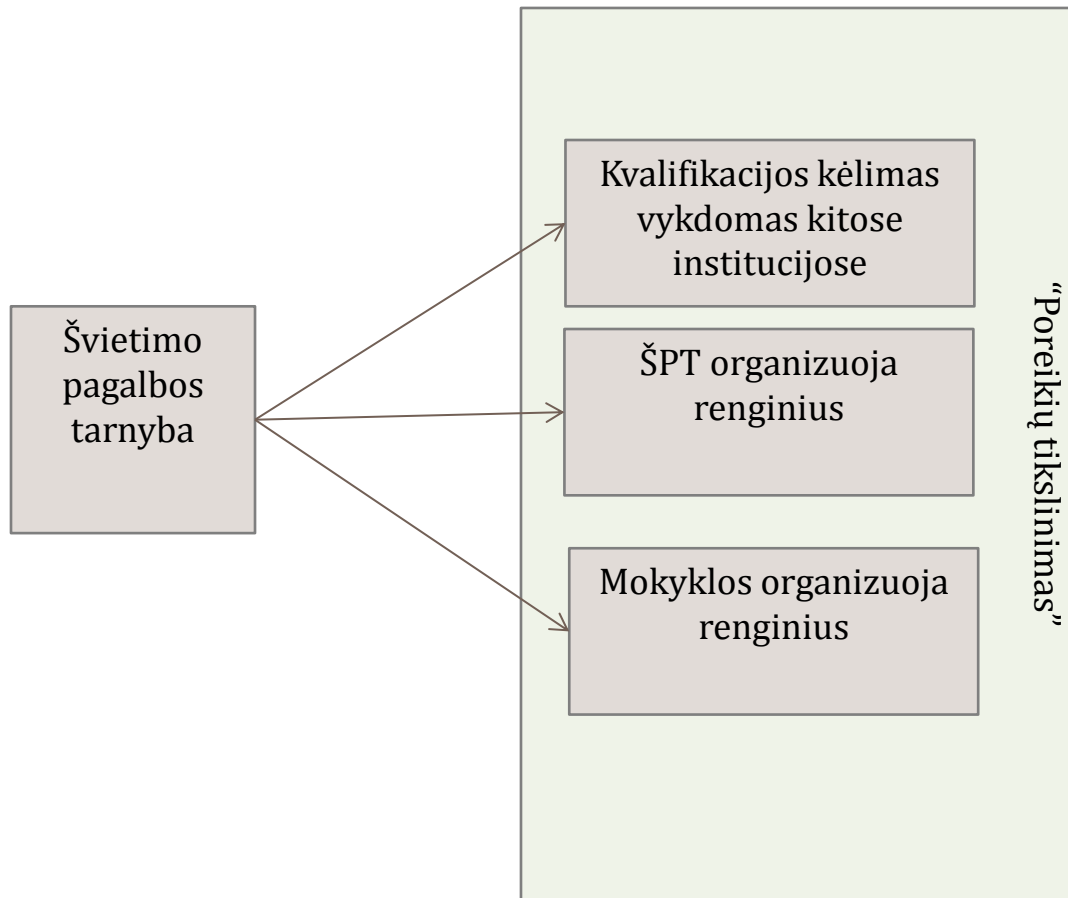 Švietimo
pagalbos
tarnyba
Kvalifikacijos kėlimas
vykdomas kitose
institucijose
ŠPT organizuoja
renginius
Mokyklos organizuoja
renginius
“Poreikių tikslinimas”